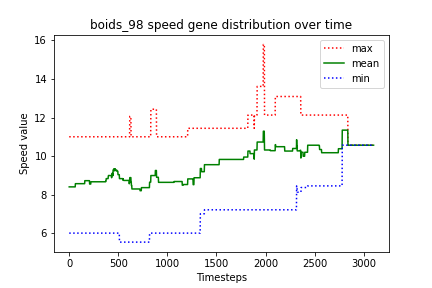 boids_98 speed gene distribution over time
16
14
12
10
8
6
Speed value
max
mean
min
0
500
1000
1500
2000
2500
3000
Timesteps